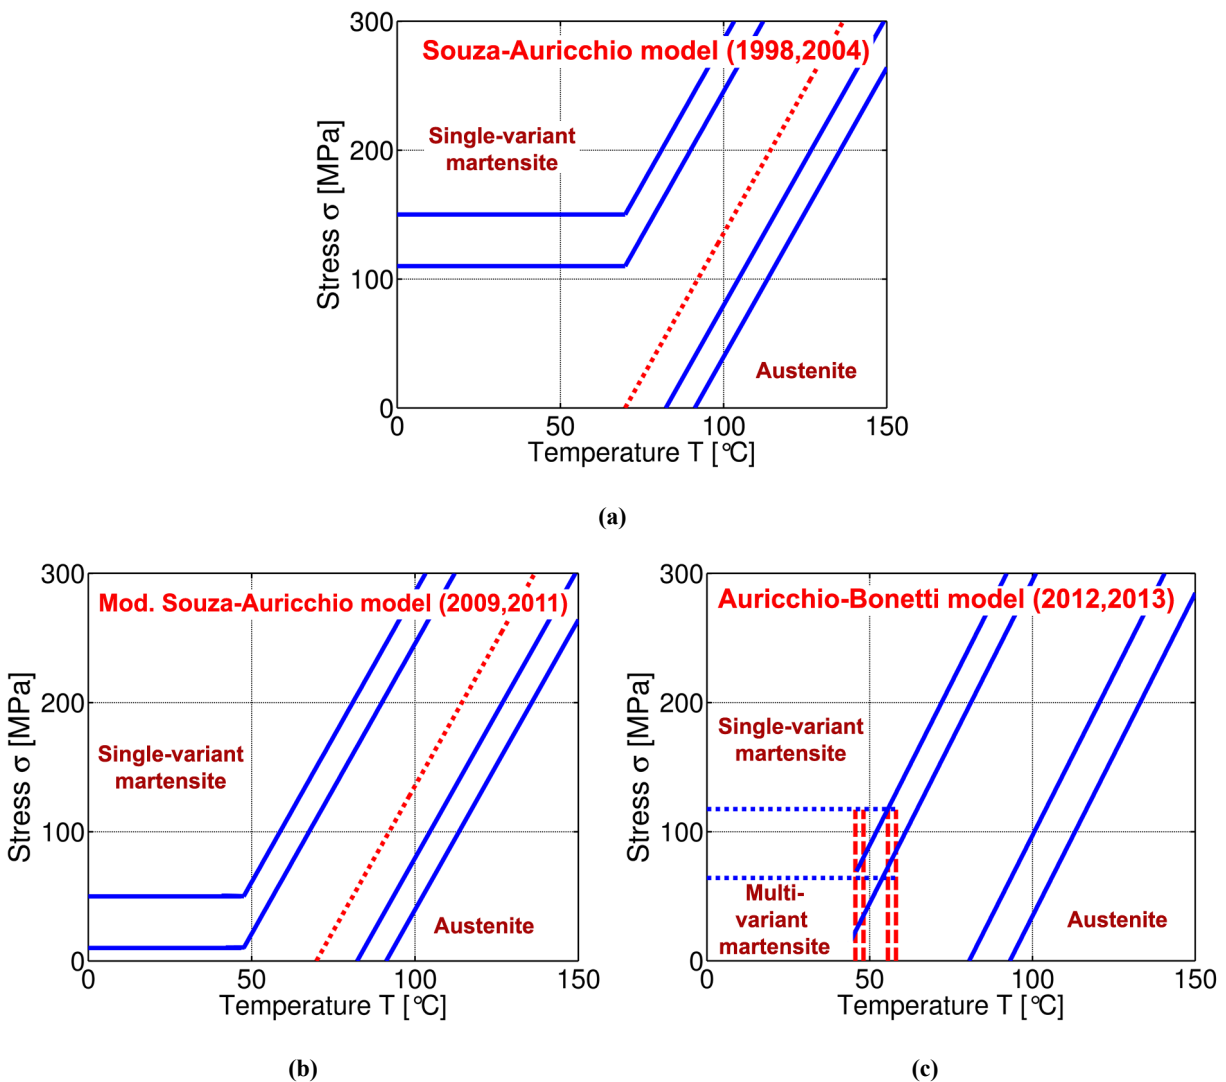 300
Souza-Auricchio model (1998,2004)
Single-variant
martensite
200
Stress σ [MPa]
100
Austenite
0
0
50
100
150
Temperature T [°C]
(a)
300
Mod. Souza-Auricchio model (2009,2011)
200
Single-variant
martensite
Stress σ [MPa]
100
Austenite
0
0
50
100
150
Temperature T [°C]
(b)
300
Auricchio-Bonetti model (2012,2013)
200
Single-variant
martensite
Stress σ [MPa]
100
Multi-
variant
martensite
Austenite
0
0
50
100
150
Temperature T [°C]
(c)